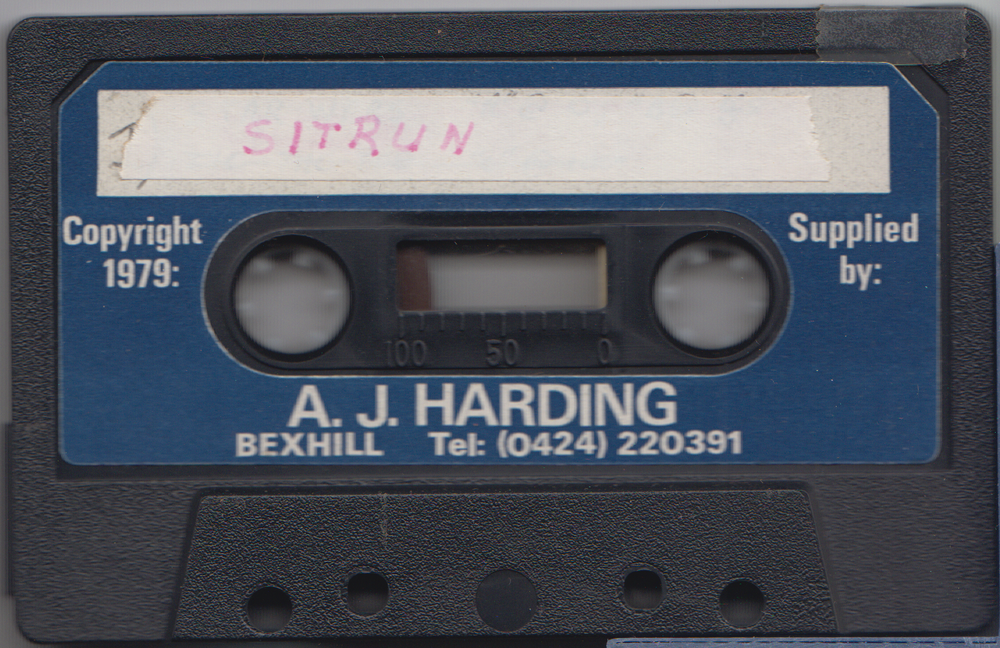 SITRUN
Copyright
1979:
Supplied
by:
100 50 0
A. J. HARDING
BEXHILL Tel: (0424) 220391